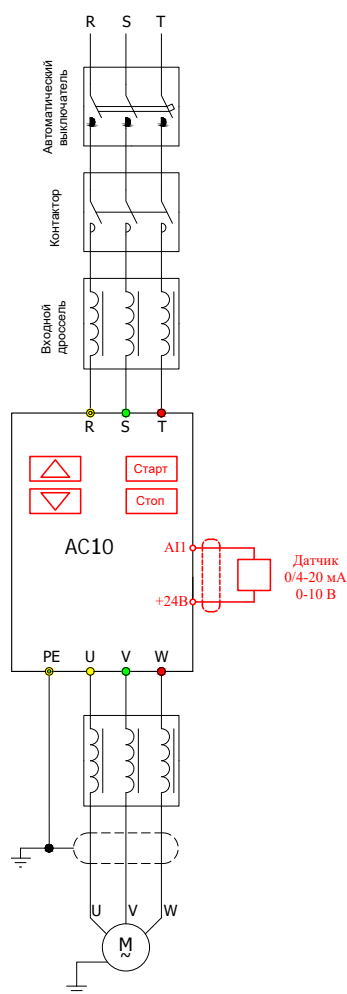 R S T
Автоматический
выключатель
Контактор
Входной
дроссель
R S T
Старт
Стоп
AC10
AI1
+24В
Датчик
0/4-20 мА
0-10 В
PE U V W
U V W
M
~